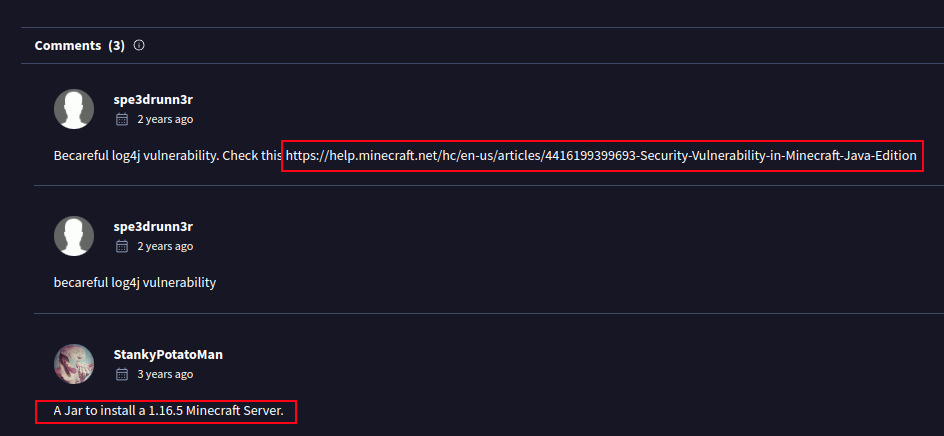 Comments (3)
spe3drunn3r
2 years ago
Becareful log4j vulnerability. Check this https://help.minecraft.net/hc/en-us/articles/4416199399693-Security-Vulnerability-in-Minecraft-Java-Edition
spe3drunn3r
2 years ago
becareful log4j vulnerability
StankyPotatoMan
3 years ago
A Jar to install a 1.16.5 Minecraft Server.